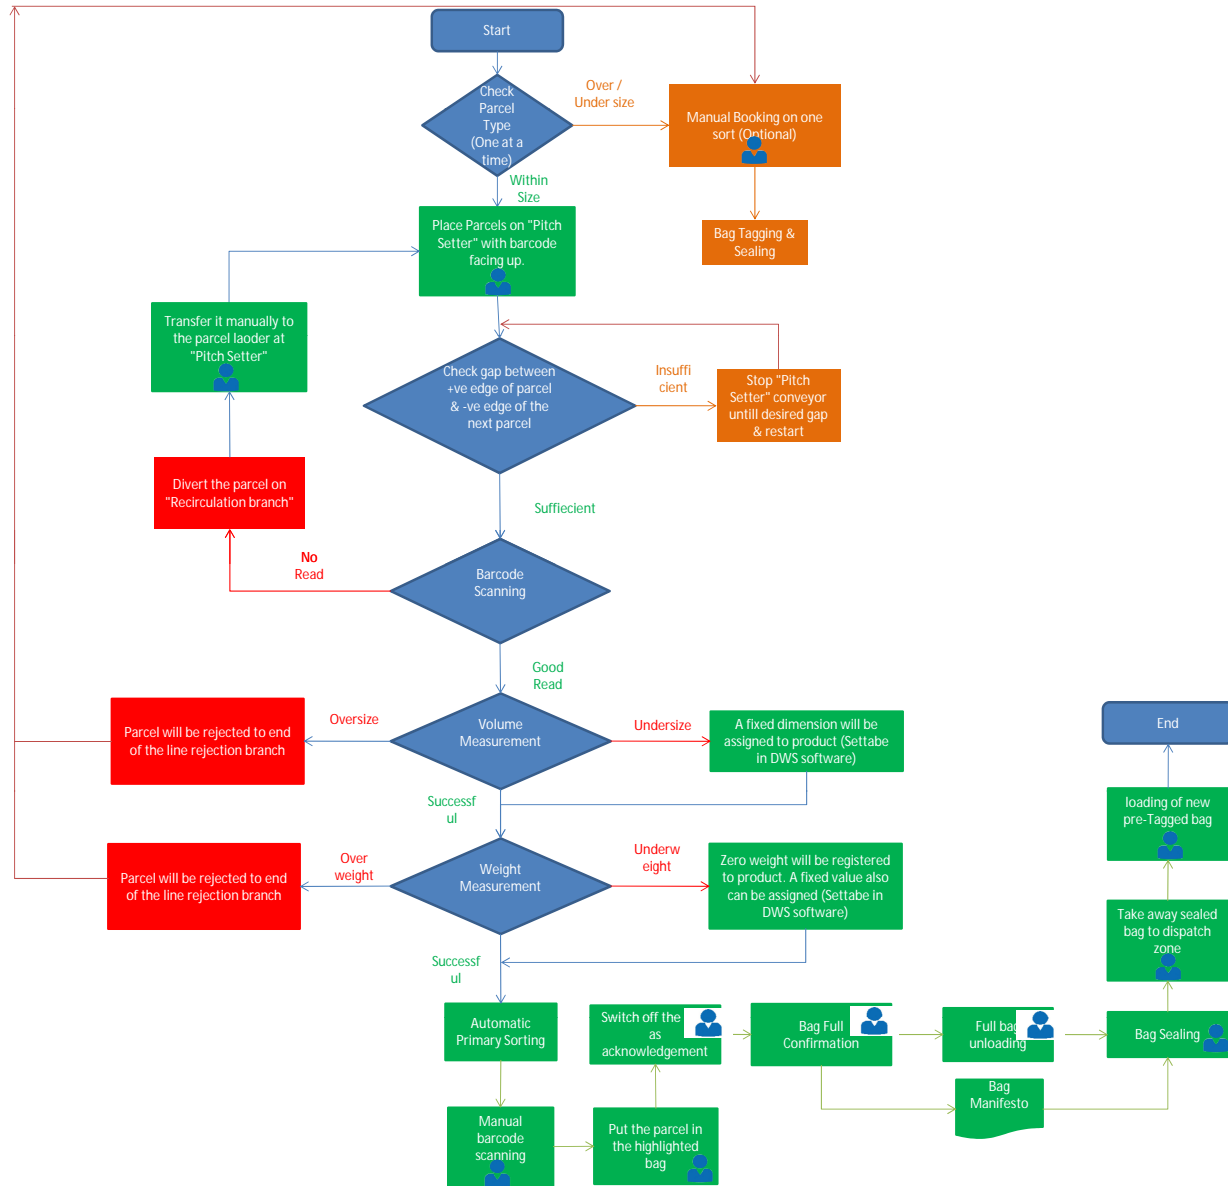 Start
Check
Parcel
Type
(One at a
time)
Over /
Under size
Manual Booking on one
sort (Optional)
Within
Size
Bag Tagging &
Sealing
Place Parcels on "Pitch
Setter" with barcode
facing up.
Transfer it manually to
the parcel laoder at
"Pitch Setter"
Check gap between
+ve edge of parcel
& -ve edge of the
next parcel
Insuffi
cient
Stop "Pitch
Setter" conveyor
untill desired gap
& restart
Divert the parcel on
"Recirculation branch"
Suffiecient
No
Read
Barcode
Scanning
Good
Read
Parcel will be rejected to end
of the line rejection branch
Oversize
Volume
Measurement
Undersize
A fixed dimension will be
assigned to product (Settabe
in DWS software)
End
Successf
ul
loading of new
pre-Tagged bag
Parcel will be rejected to end
of the line rejection branch
Over
weight
Weight
Measurement
Underw
eight
Zero weight will be registered
to product. A fixed value also
can be assigned (Settabe in
DWS software)
Take away sealed
bag to dispatch
zone
Successf
ul
Automatic
Primary Sorting
Switch off the
as
acknowledgement
Bag Full
Confirmation
Full bag
unloading
Bag Sealing
Manual
barcode
scanning
Put the parcel in
the highlighted
bag
Bag
Manifesto